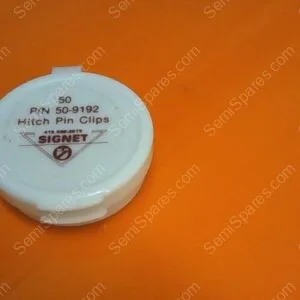 50
P/N 50-9192
Hitch Pin Clips
SIGNET
SemiSpares.com